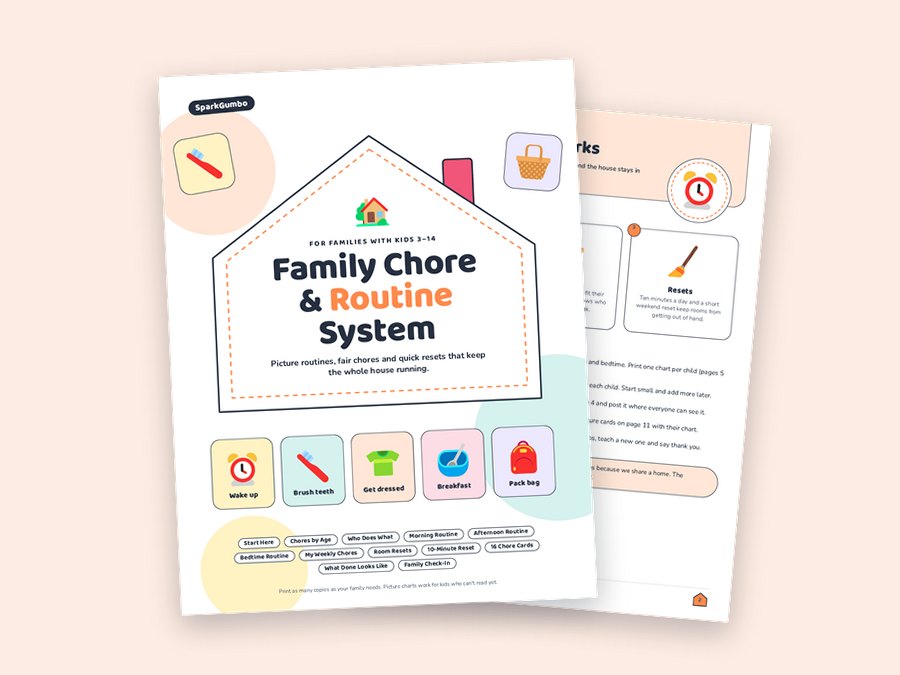 SparkGumbo
FOR FAMILIES WITH KIDS 3–14
Family Chore
& Routine
System
Picture routines, fair chores and quick resets that keep
the whole house running.
Wake up
Brush teeth
Get dressed
Breakfast
Pack bag
Start Here
Chores by Age
Who Does What
Morning Routine
Afternoon Routine
Bedtime Routine
My Weekly Chores
Room Resets
10-Minute Reset
16 Chore Cards
What Done Looks Like
Family Check-In
Print as many copies as your family needs. Picture charts work for kids who can't read yet.
rks
nd the house stays in
fit their
ows who
Resets
Ten minutes a day and a short
weekend reset keep rooms from
getting out of hand.
and bedtime. Print one chart per child (pages 5
each child. Start small and add more later.
4 and post it where everyone can see it.
ure cards on page 11 with their chart.
os, teach a new one and say thank you.
es because we share a home. The